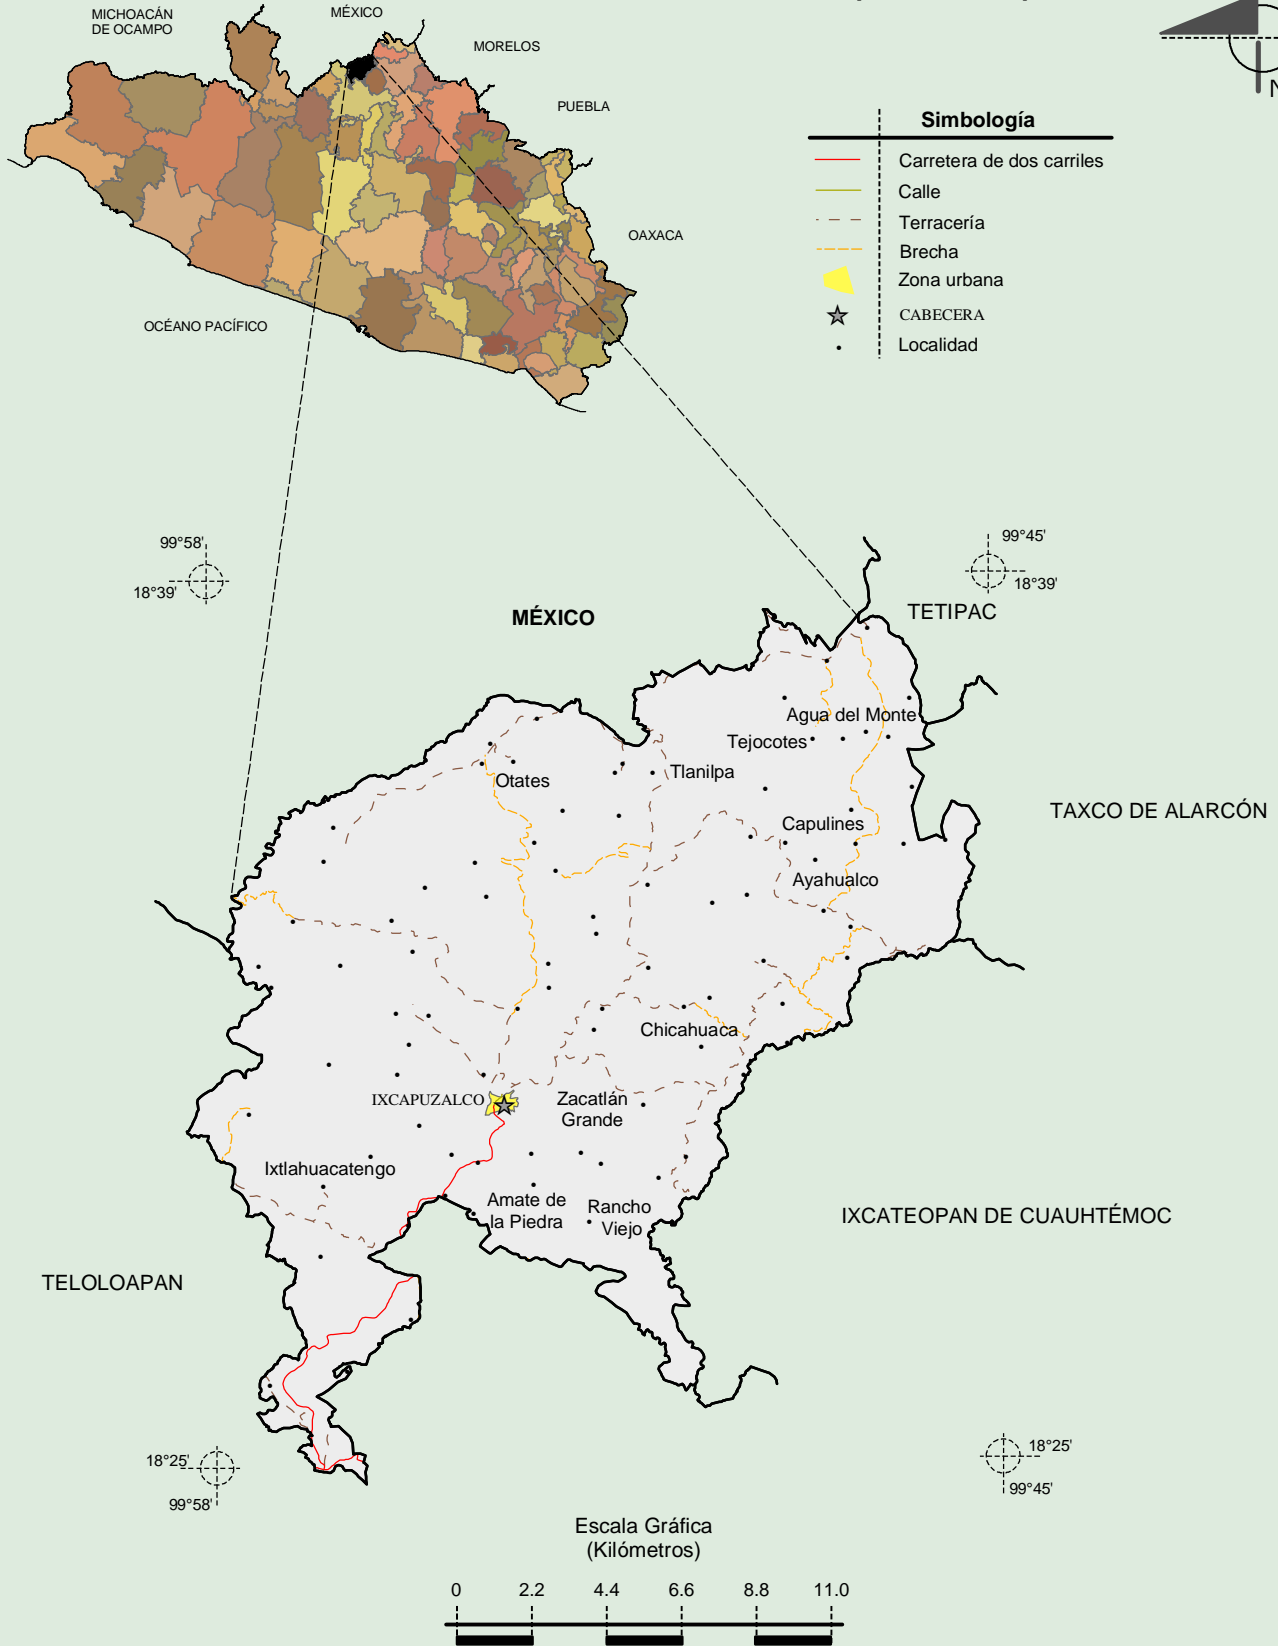 MICHOACÁN
DE OCAMPO
MÉXICO
MORELOS
PUEBLA
OAXACA
OCÉANO PACÍFICO
N
Simbología
Carretera de dos carriles
Calle
Terracería
Brecha
Zona urbana
CABECERA
Localidad
99°58'
18°39'
99°45'
18°39'
MÉXICO
TETIPAC
Agua del Monte
Tejocotes
Tlanilpa
Otates
TAXCO DE ALARCÓN
Capulines
Ayahualco
Chicahuaca
IXCAPUZALCO
Zacatlán
Grande
Ixtlahuacatengo
Amate de
la Piedra
Rancho
Viejo
IXCATEOPAN DE CUAUHTÉMOC
TELOLOAPAN
18°25'
99°58'
18°25'
99°45'
Escala Gráfica
(Kilómetros)
0 2.2 4.4 6.6 8.8 11.0